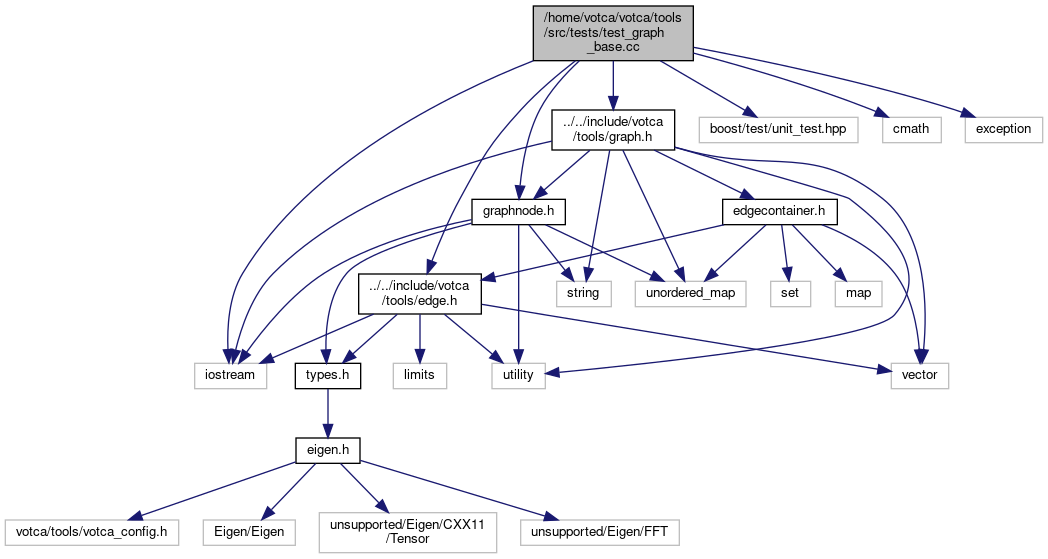 /home/votca/votca/tools
/src/tests/test_graph
_base.cc
../../include/votca
/tools/graph.h
boost/test/unit_test.hpp
cmath
exception
graphnode.h
edgecontainer.h
../../include/votca
/tools/edge.h
string
unordered_map
set
map
iostream
types.h
limits
utility
vector
eigen.h
votca/tools/votca_config.h
Eigen/Eigen
unsupported/Eigen/CXX11
/Tensor
unsupported/Eigen/FFT